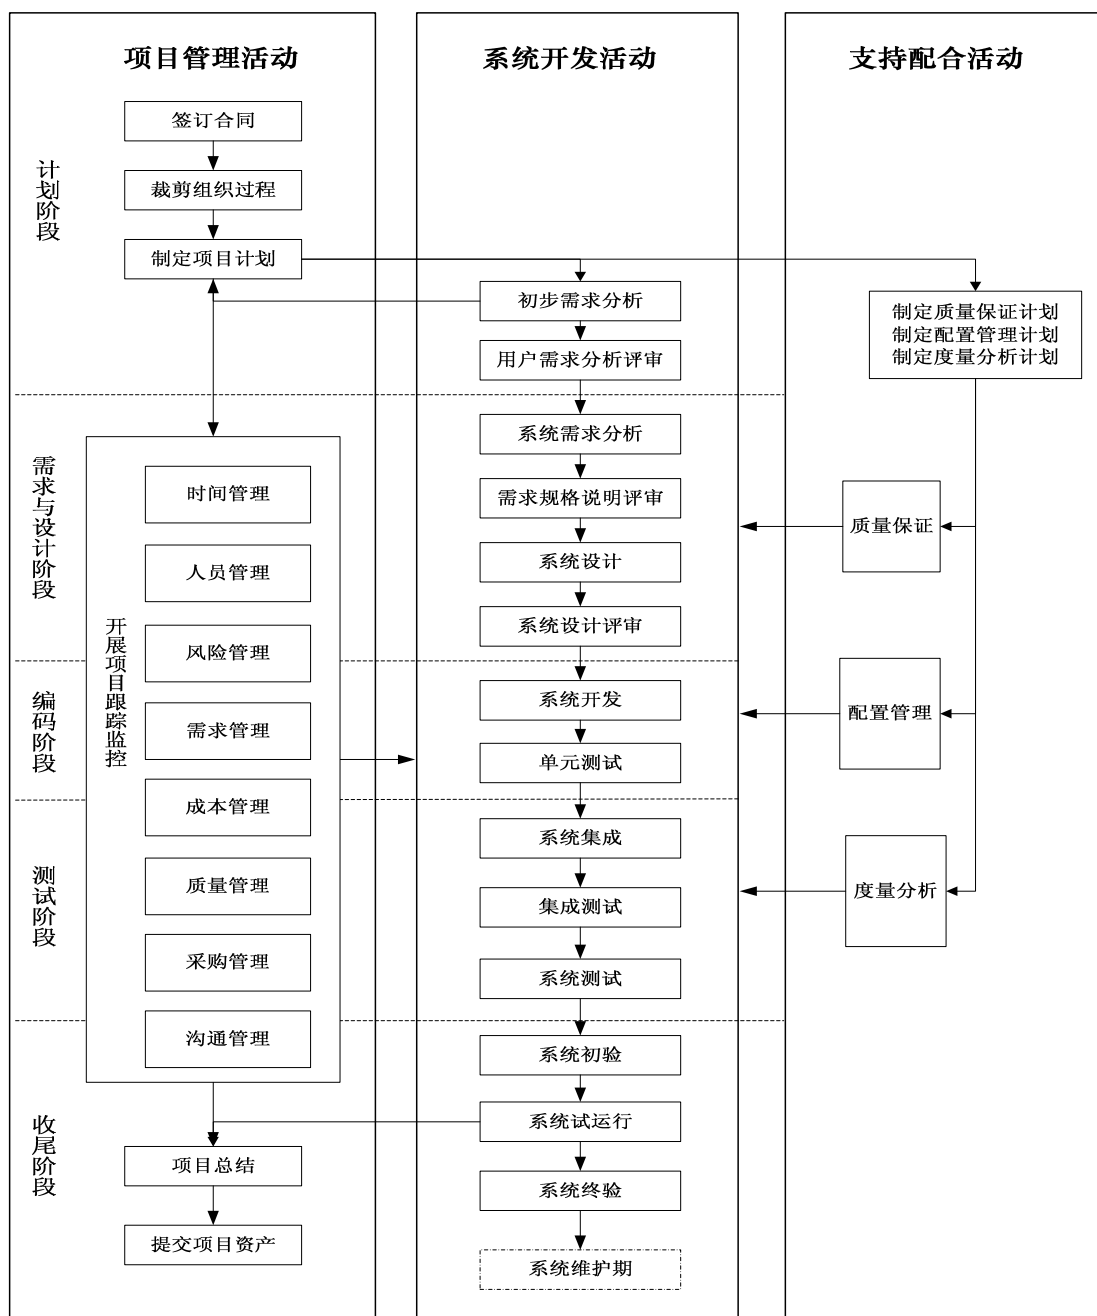 项目管理活动
系统开发活动
支持配合活动
计划阶段
签订合同
裁剪组织过程
制定项目计划
初步需求分析
用户需求分析评审
制定质量保证计划
制定配置管理计划
制定度量分析计划
需求与设计阶段
开展项目跟踪监控
时间管理
人员管理
风险管理
需求管理
成本管理
质量管理
采购管理
沟通管理
系统需求分析
需求规格说明评审
系统设计
系统设计评审
质量保证
编码阶段
系统开发
单元测试
配置管理
测试阶段
系统集成
集成测试
系统测试
度量分析
收尾阶段
系统初验
系统试运行
系统终验
系统维护期
项目总结
提交项目资产